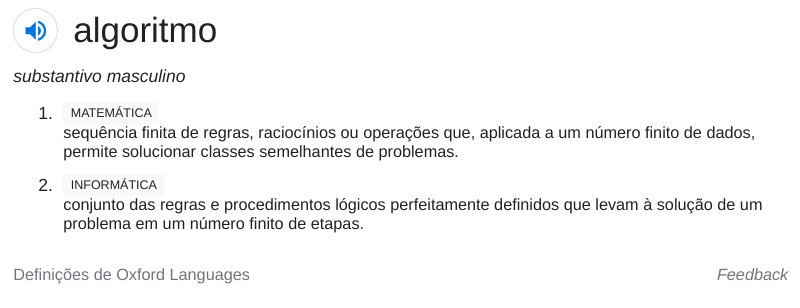 algoritmo
substantivo masculino
1. MATEMÁTICA
sequência finita de regras, raciocínios ou operações que, aplicada a um número finito de dados,
permite solucionar classes semelhantes de problemas.
2. INFORMÁTICA
conjunto das regras e procedimentos lógicos perfeitamente definidos que levam à solução de um
problema em um número finito de etapas.
Definições de Oxford Languages
Feedback